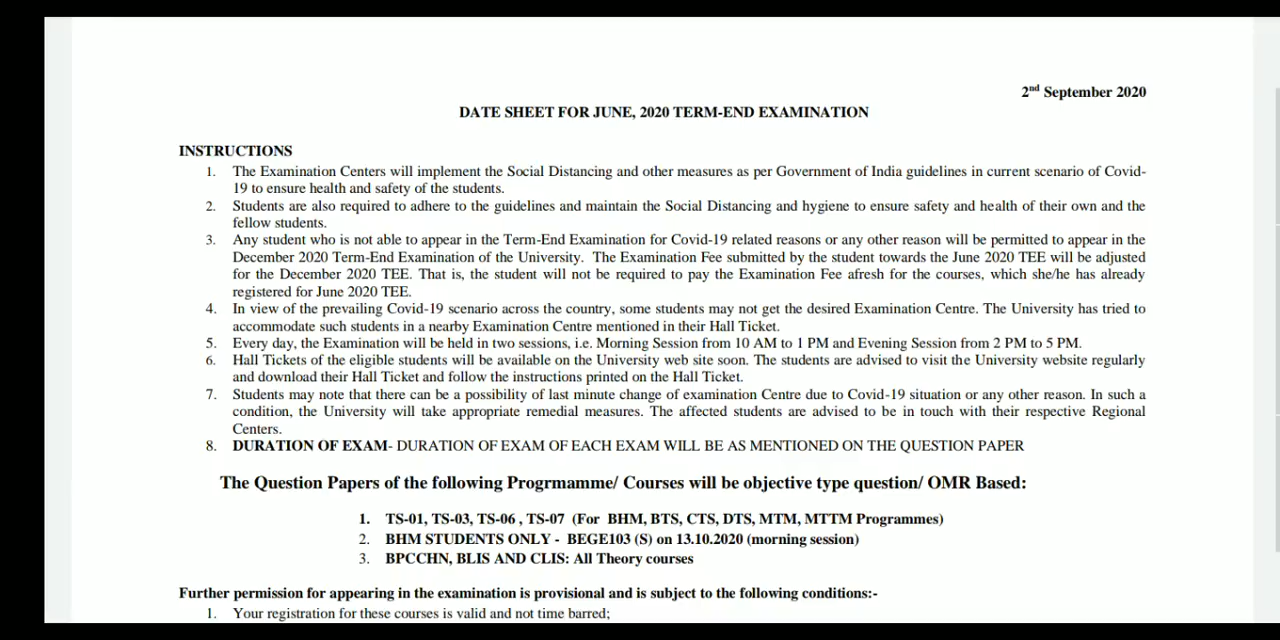 2nd September 2020
DATE SHEET FOR JUNE, 2020 TERM-END EXAMINATION
INSTRUCTIONS
1. The Examination Centers will implement the Social Distancing and other measures as per Government of India guidelines in current scenario of Covid-
19 to ensure health and safety of the students.
2. Students are also required to adhere to the guidelines and maintain the Social Distancing and hygiene to ensure safety and health of their own and the
fellow students.
3. Any student who is not able to appear in the Term-End Examination for Covid-19 related reasons or any other reason will be permitted to appear in the
December 2020 Term-End Examination of the University. The Examination Fee submitted by the student towards the June 2020 TEE will be adjusted
for the December 2020 TEE. That is, the student will not be required to pay the Examination Fee afresh for the courses, which she/he has already
registered for June 2020 TEE.
4. In view of the prevailing Covid-19 scenario across the country, some students may not get the desired Examination Centre. The University has tried to
accommodate such students in a nearby Examination Centre mentioned in their Hall Ticket.
5. Every day, the Examination will be held in two sessions, i.e. Morning Session from 10 AM to 1 PM and Evening Session from 2 PM to 5 PM.
6. Hall Tickets of the eligible students will be available on the University web site soon. The students are advised to visit the University website regularly
and download their Hall Ticket and follow the instructions printed on the Hall Ticket.
7. Students may note that there can be a possibility of last minute change of examination Centre due to Covid-19 situation or any other reason. In such a
condition, the University will take appropriate remedial measures. The affected students are advised to be in touch with their respective Regional
Centers.
8. DURATION OF EXAM- DURATION OF EXAM OF EACH EXAM WILL BE AS MENTIONED ON THE QUESTION PAPER
The Question Papers of the following Progrmamme/ Courses will be objective type question/ OMR Based:
1. TS-01, TS-03, TS-06 , TS-07 (For BHM, BTS, CTS, DTS, MTM, MTTM Programmes)
2. BHM STUDENTS ONLY - BEGE103 (S) on 13.10.2020 (morning session)
3. BPCCHN, BLIS AND CLIS: All Theory courses
Further permission for appearing in the examination is provisional and is subject to the following conditions:-
1. Your registration for these courses is valid and not time barred;